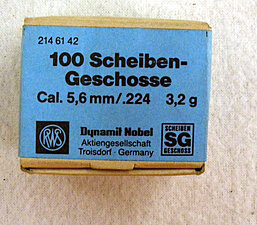 214 61 42
100 Scheiben-
Geschosse
Cal. 5,6 mm/.224 3,2 g
RWS
Dynamit Nobel
Aktiengesellschaft
Troisdorf · Germany
SCHEIBEN
SG
GESCHOSS